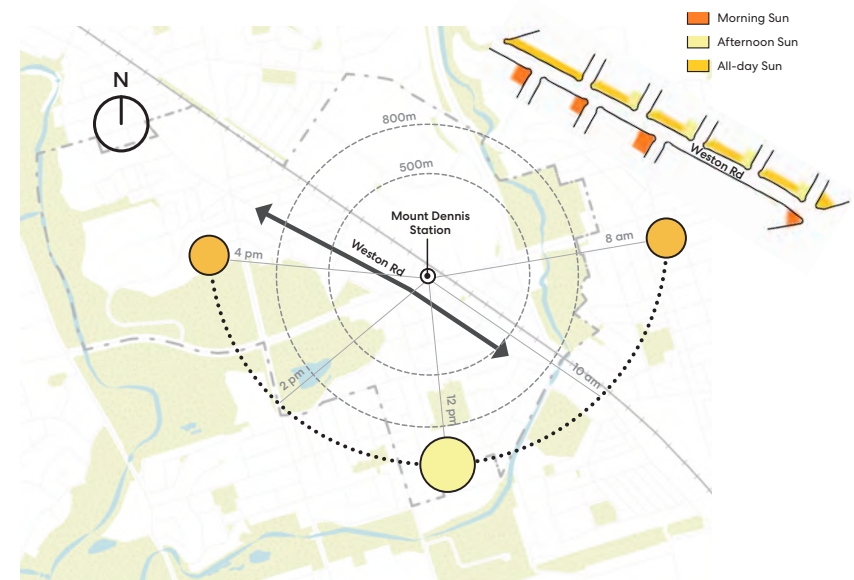 Morning Sun
Afternoon Sun
All-day Sun
N
800m
500m
Weston Rd
Mount Dennis
Station
4 pm
Weston Rd
8 am
2 pm
10 am
12 pm